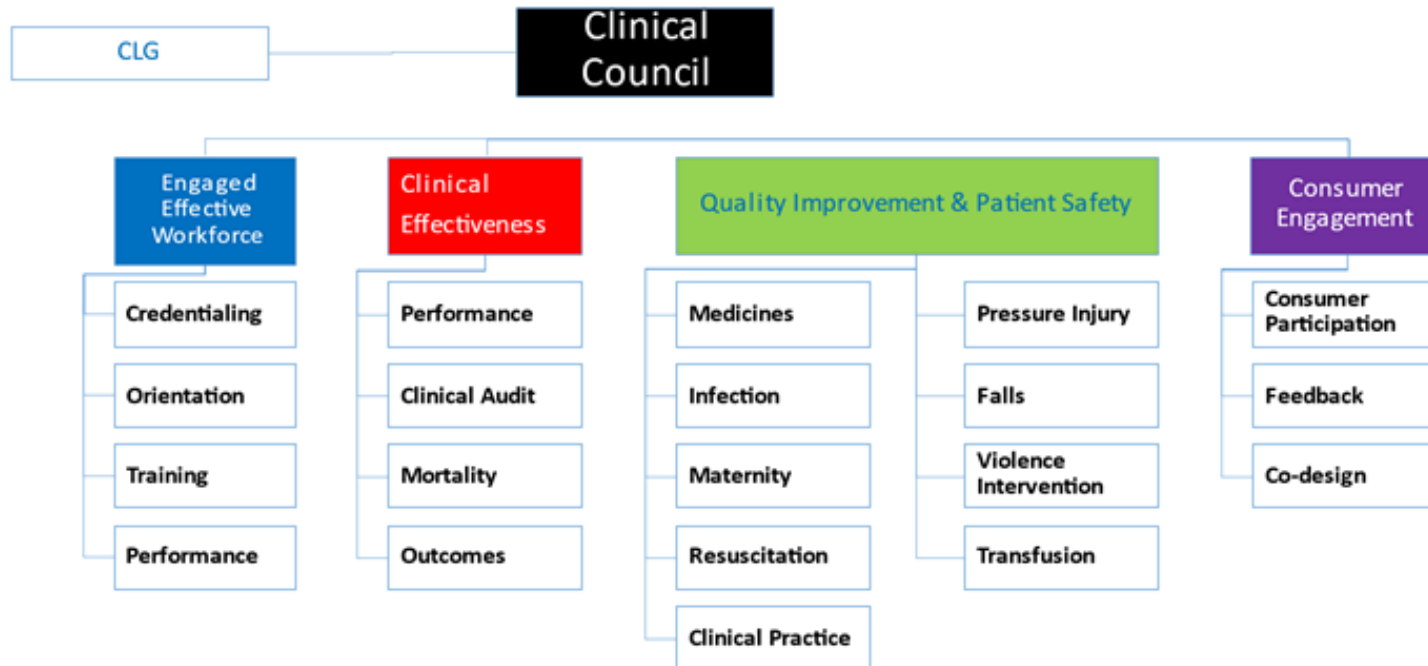 CLG
Clinical
Council
Engaged
Effective
Workforce
Credentialing
Orientation
Training
Performance
Clinical
Effectiveness
Performance
Clinical Audit
Mortality
Outcomes
Quality Improvement & Patient Safety
Medicines
Infection
Maternity
Resuscitation
Clinical Practice
Pressure Injury
Falls
Violence
Intervention
Transfusion
Consumer
Engagement
Consumer
Participation
Feedback
Co-design